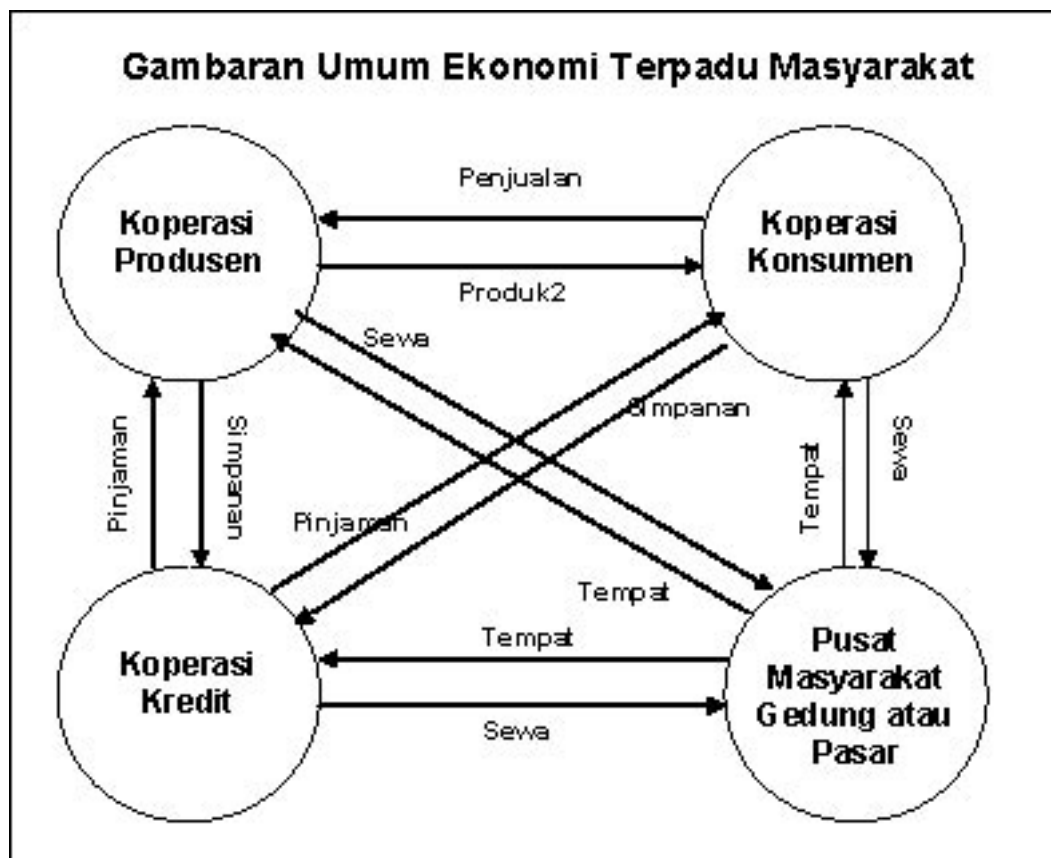 Gambaran Umum Ekonomi Terpadu Masyarakat
Penjualan
Koperasi
Produsen
Koperasi
Konsumen
Produk2
Sewa
Simpanan
Pinjaman
Simpanan
Pinjaman
Tempat
Sewa
Tempat
Tempat
Koperasi
Kredit
Sewa
Pusat
Masyarakat
Gedung atau
Pasar